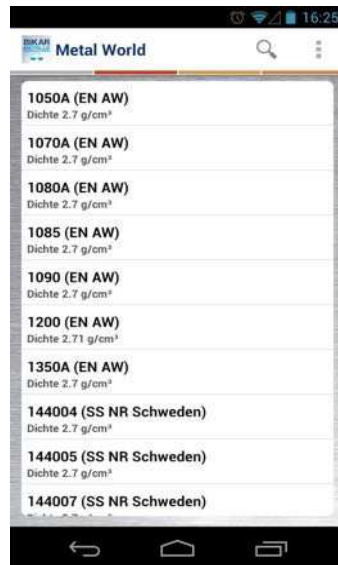 16:25
BIKAR
METALLE
Metal World
1050A (EN AW)
Dichte 2.7 g/cm³
1070A (EN AW)
Dichte 2.7 g/cm³
1080A (EN AW)
Dichte 2.7 g/cm³
1085 (EN AW)
Dichte 2.7 g/cm³
1090 (EN AW)
Dichte 2.7 g/cm³
1200 (EN AW)
Dichte 2.71 g/cm³
1350A (EN AW)
Dichte 2.7 g/cm³
144004 (SS NR Schweden)
Dichte 2.7 g/cm³
144005 (SS NR Schweden)
Dichte 2.7 g/cm³
144007 (SS NR Schweden)